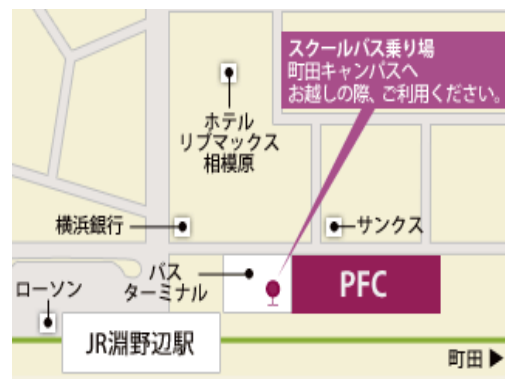 スクールバス乗り場
町田キャンパスへ
お越しの際、ご利用ください。
ホテル
リブマックス
相模原
横浜銀行
サンクス
バス
ターミナル
PFC
ローソン
JR淵野辺駅
町田▶